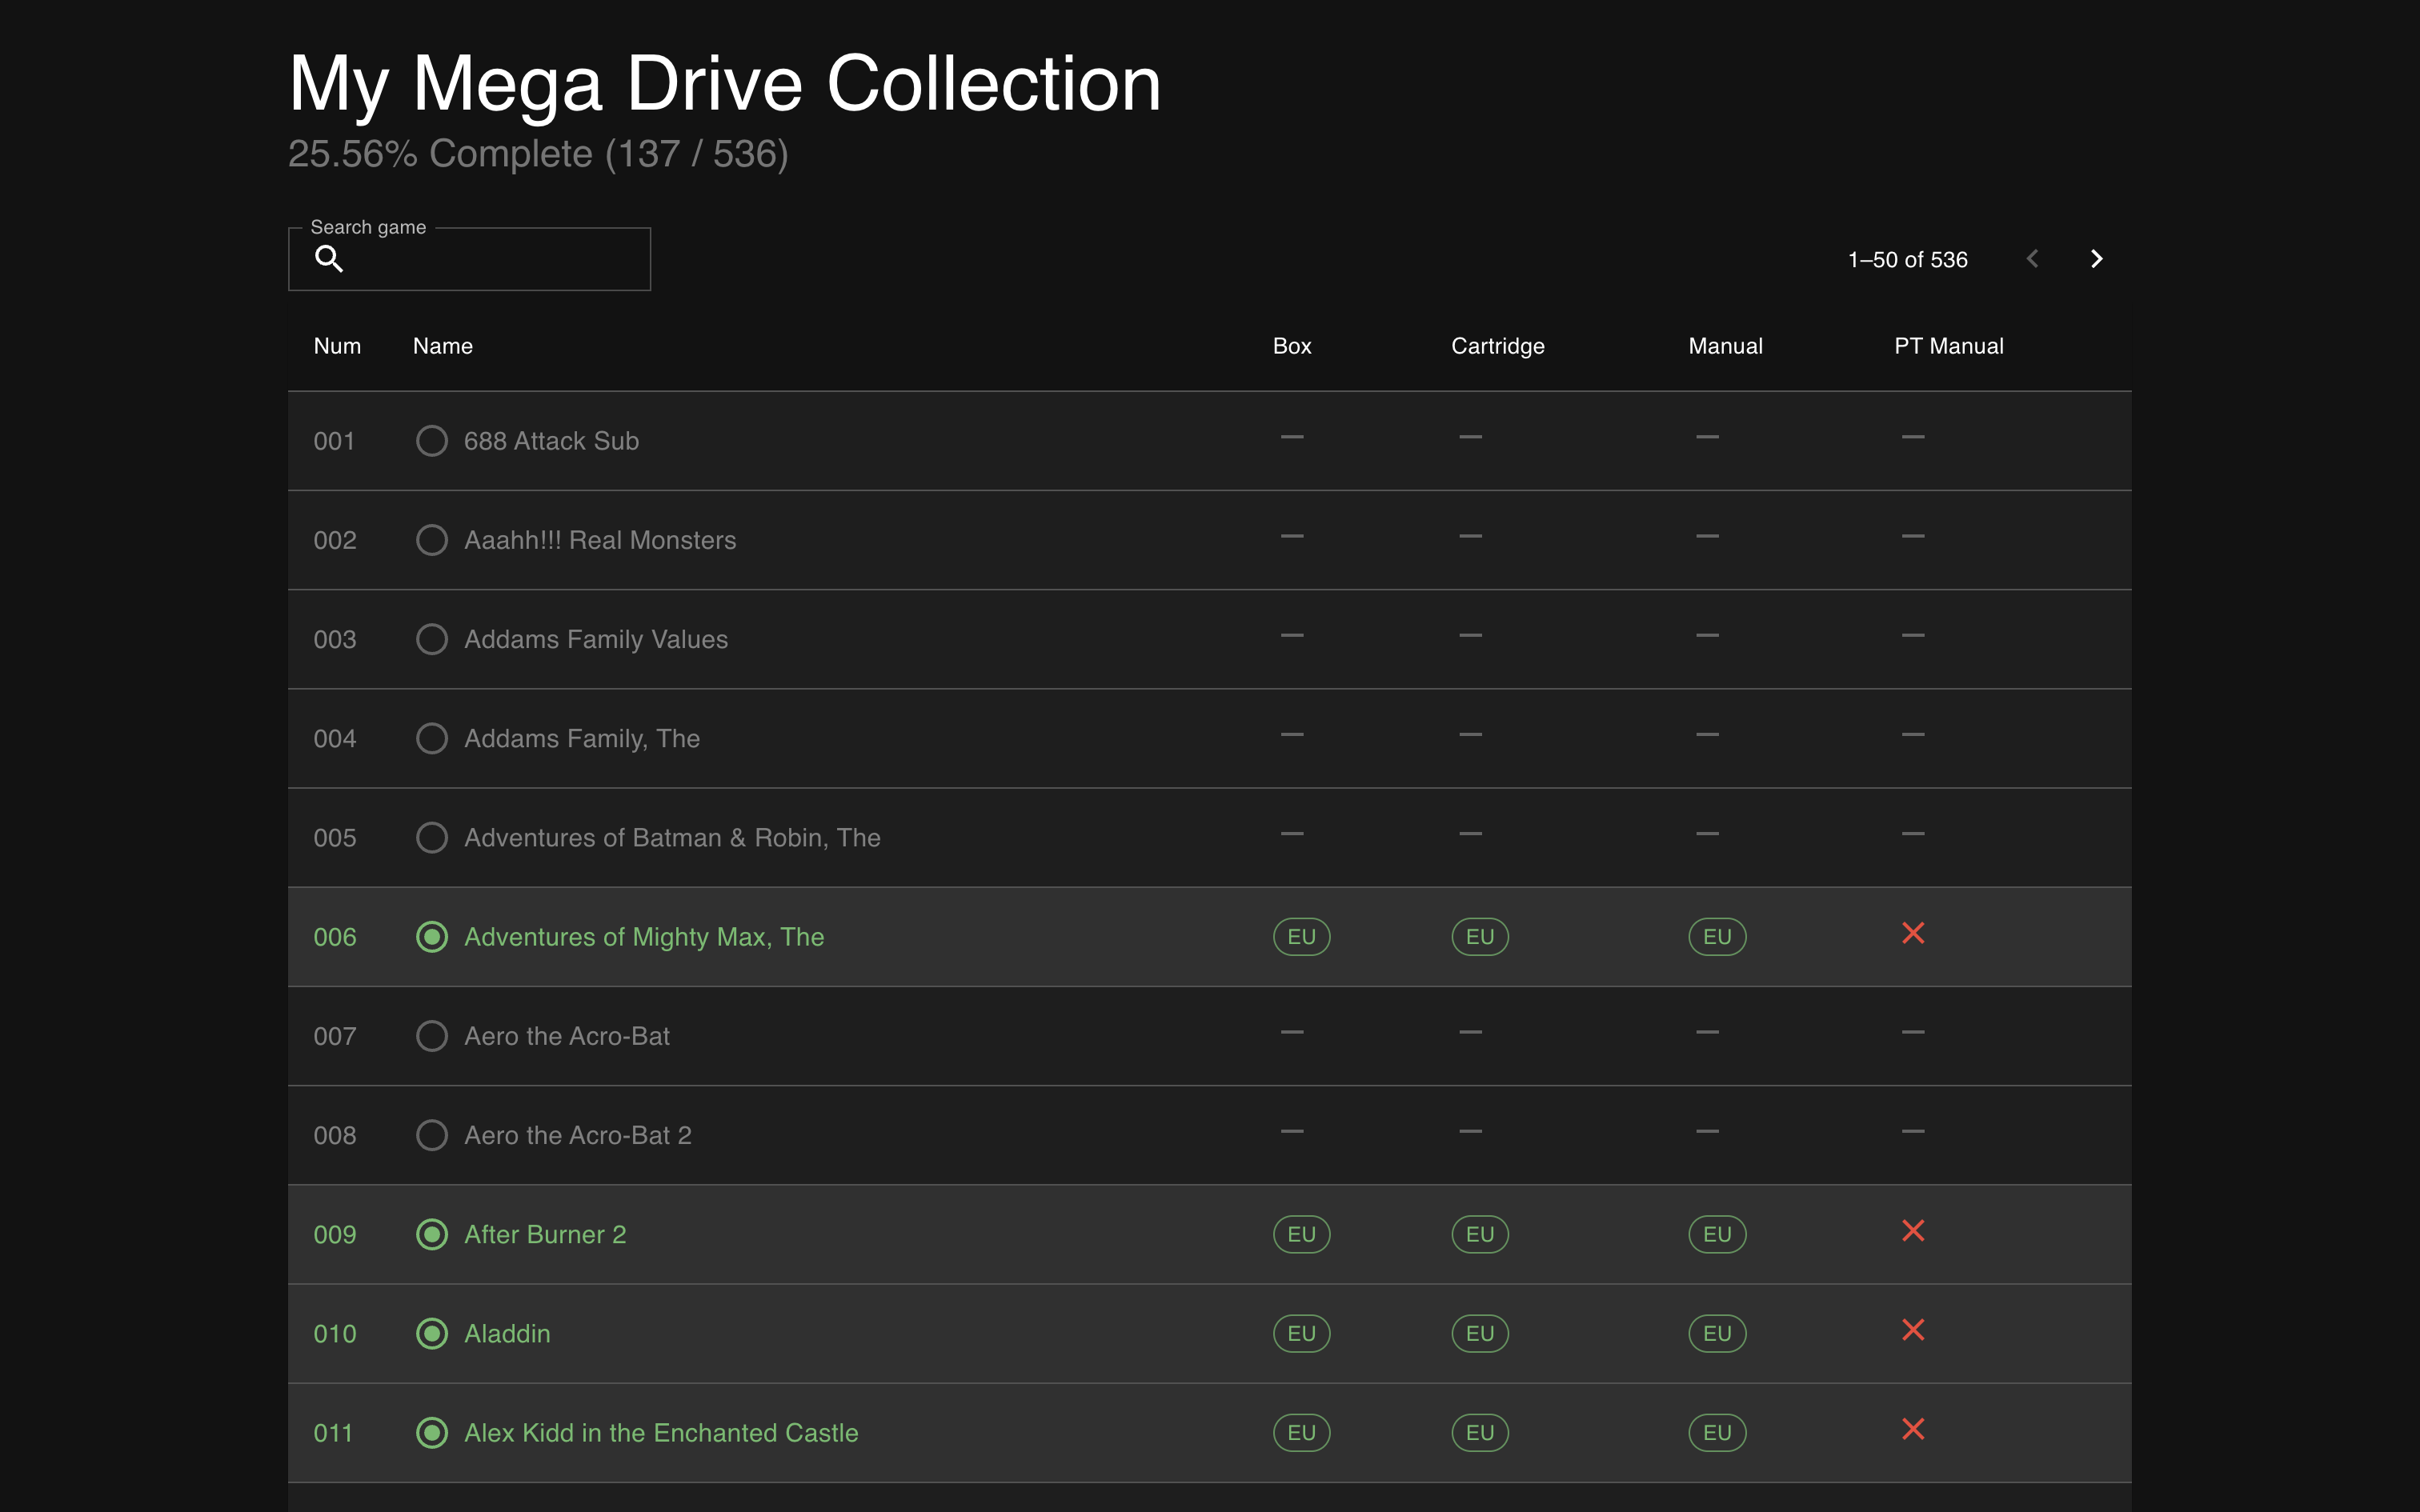 My Mega Drive Collection
25.56% Complete (137 / 536)
Search game
1–50 of 536
Num Name Box Cartridge Manual PT Manual
001 688 Attack Sub — — — —
002 Aaahh!!! Real Monsters — — — —
003 Addams Family Values — — — —
004 Addams Family, The — — — —
005 Adventures of Batman & Robin, The — — — —
006 Adventures of Mighty Max, The EU EU EU
007 Aero the Acro-Bat — — — —
008 Aero the Acro-Bat 2 — — — —
009 After Burner 2 EU EU EU
010 Aladdin EU EU EU
011 Alex Kidd in the Enchanted Castle EU EU EU